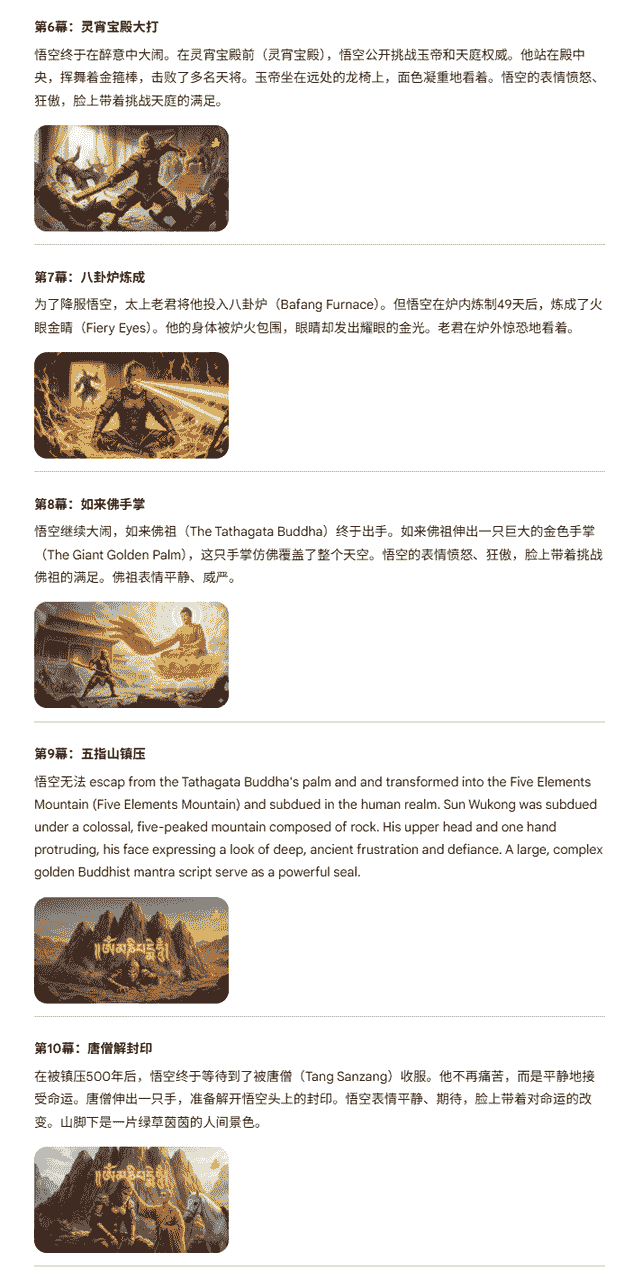 第6幕：灵宵宝殿大打
悟空终于在醉意中大闹。在灵宵宝殿前（灵宵宝殿），悟空公开挑战玉帝和天庭权威。他站在殿中
央，挥舞着金箍棒，击败了多名天将。玉帝坐在远处的龙椅上，面色凝重地看着。悟空的表情愤怒、
狂傲，脸上带着挑战天庭的满足。
第7幕：八卦炉炼成
为了降服悟空，太上老君将他投入八卦炉（Bafang Furnace）。但悟空在炉内炼制49天后，炼成了火
眼金睛（Fiery Eyes）。他的身体被炉火包围，眼睛却发出耀眼的金光。老君在炉外惊恐地看着。
第8幕：如来佛手掌
悟空继续大闹，如来佛祖（The Tathagata Buddha）终于出手。如来佛祖伸出一只巨大的金色手掌
（The Giant Golden Palm），这只手掌仿佛覆盖了整个天空。悟空的表情愤怒、狂傲，脸上带着挑战
佛祖的满足。佛祖表情平静、威严。
第9幕：五指山镇压
悟空无法 escap from the Tathagata Buddha's palm and and transformed into the Five Elements
Mountain (Five Elements Mountain) and subdued in the human realm. Sun Wukong was subdued
under a colossal, five-peaked mountain composed of rock. His upper head and one hand
protruding, his face expressing a look of deep, ancient frustration and defiance. A large, complex
golden Buddhist mantra script serve as a powerful seal.
第10幕：唐僧解封印
在被镇压500年后，悟空终于等待到了被唐僧（Tang Sanzang）收服。他不再痛苦，而是平静地接
受命运。唐僧伸出一只手，准备解开悟空头上的封印。悟空表情平静、期待，脸上带着对命运的改
变。山脚下是一片绿草茵茵的人间景色。